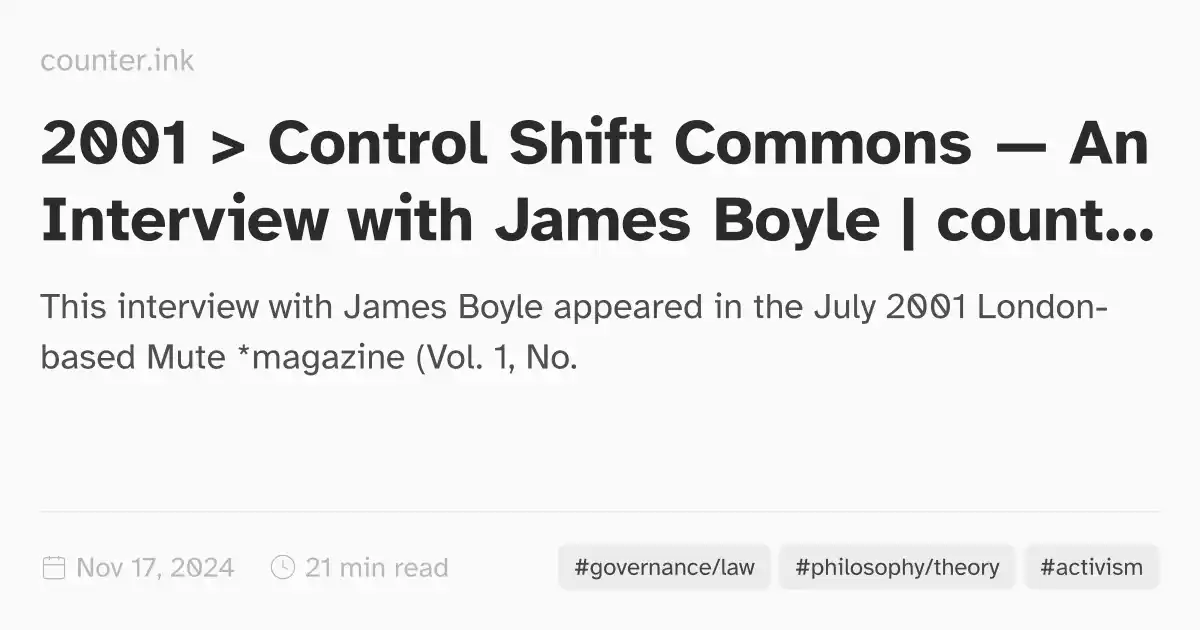 counter.ink
2001 > Control Shift Commons — An
Interview with James Boyle | count...
This interview with James Boyle appeared in the July 2001 London-
based Mute *magazine (Vol. 1, No.
Nov 17, 2024 21 min read #governance/law #philosophy/theory #activism